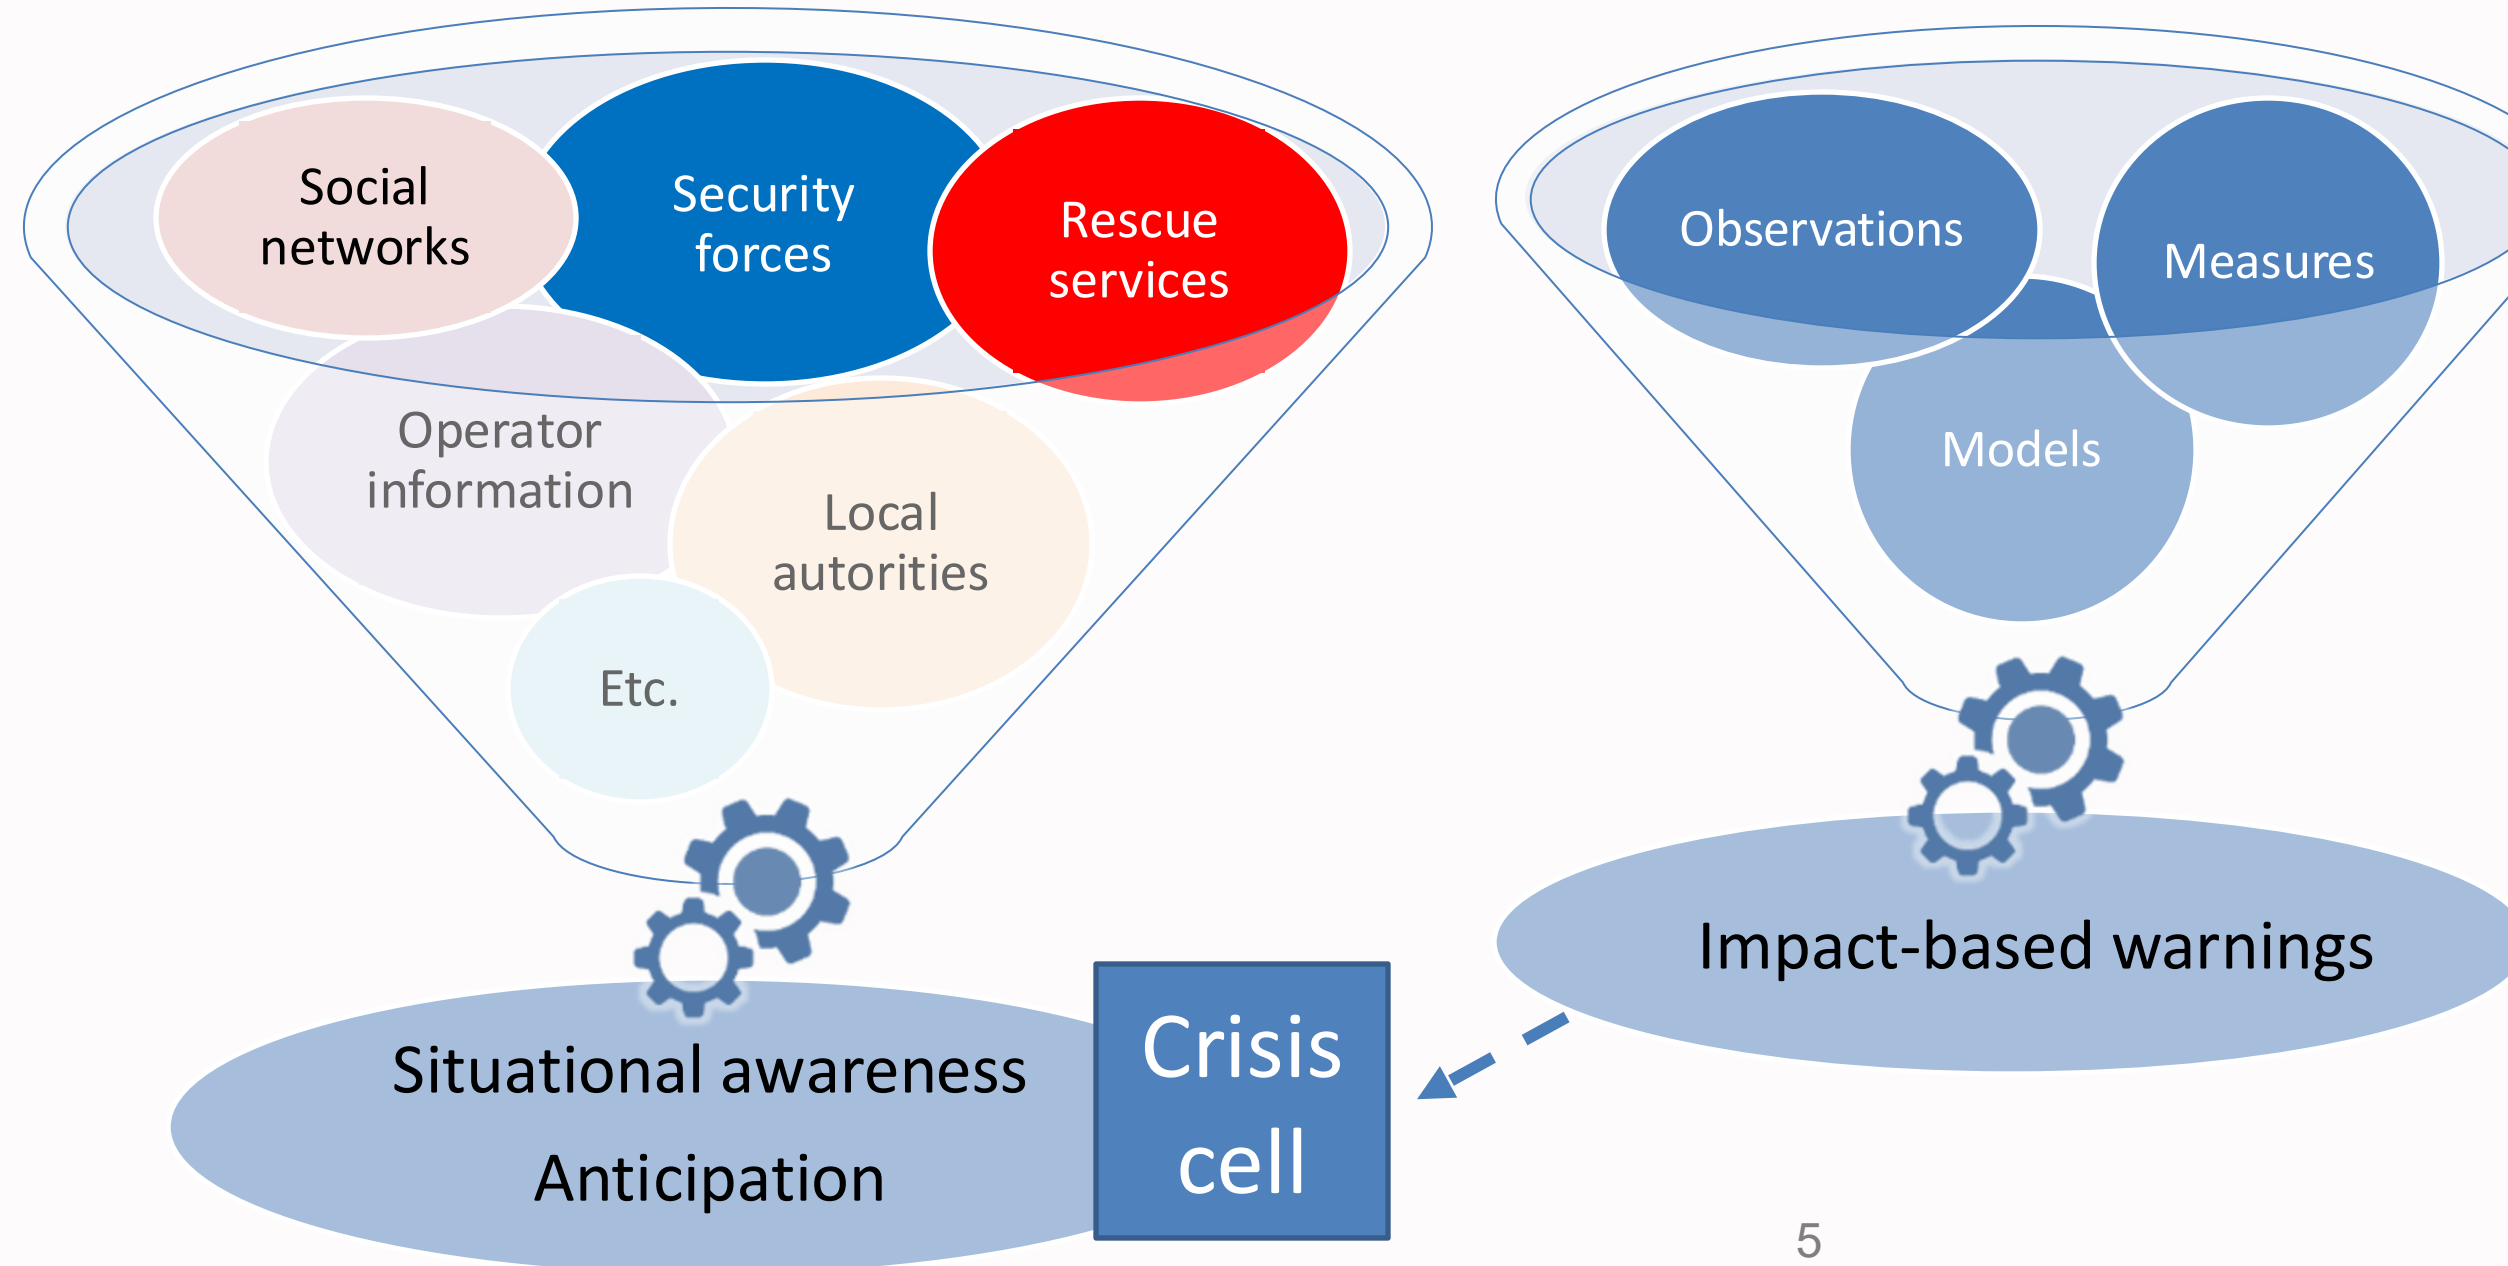 Social
networks
Security
forces
Rescue
services
Operator
information
Local
autorities
Etc.
Situational awareness
Anticipation
Crisis
cell
Observations
Measures
Models
Impact-based warnings
5